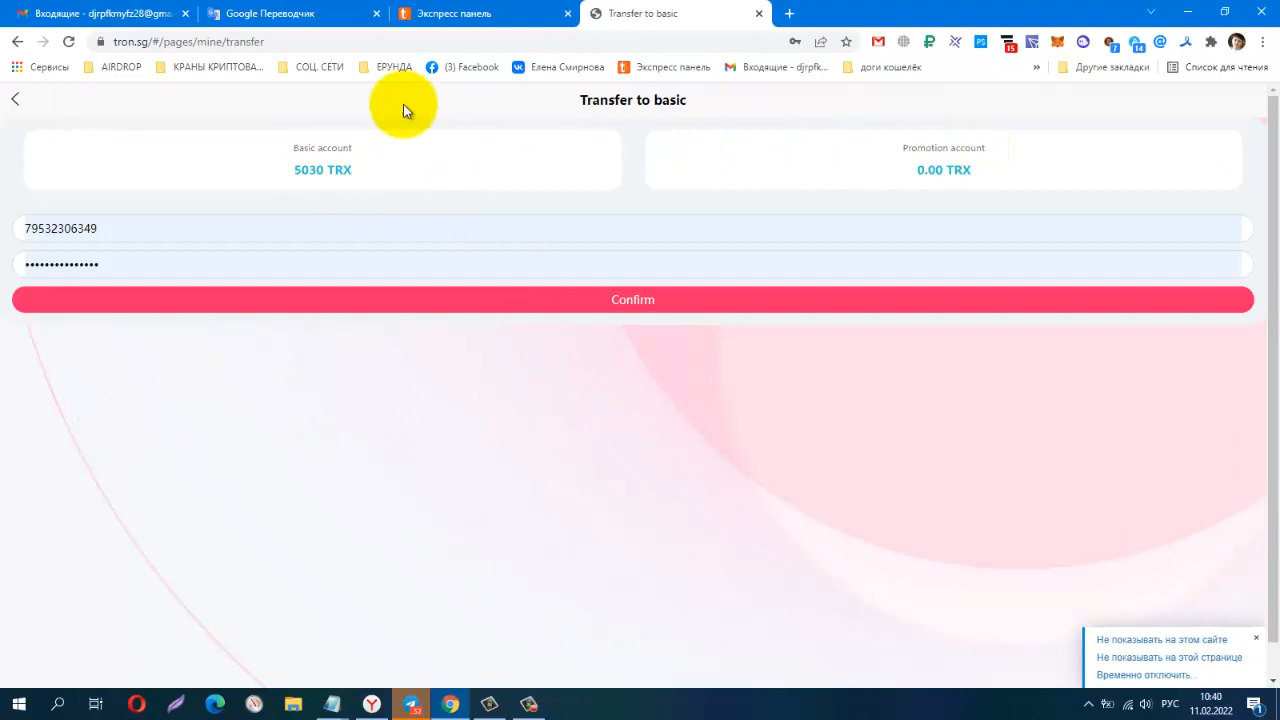 Входящие - djrpfkmyfz28@gma
Google Переводчик
Экспресс панель
Transfer to basic
tron.sg/#/pages/mine/transfer
15
7
14
Сервисы
AIRDROP
КРАНЫ КРИПТОВА...
СОЦ. СЕТИ
ЕРУНДА
(3) Facebook
Елена Смирнова
Экспресс панель
Входящие - djrpfk...
доги кошелёк
»
Другие закладки
Список для чтения
Transfer to basic
Basic account
5030 TRX
Promotion account
0.00 TRX
79532306349
•••••••••••••••
Confirm
Не показывать на этом сайте
Не показывать на этой странице
Временно отключить...
РУС
10:40
11.02.2022